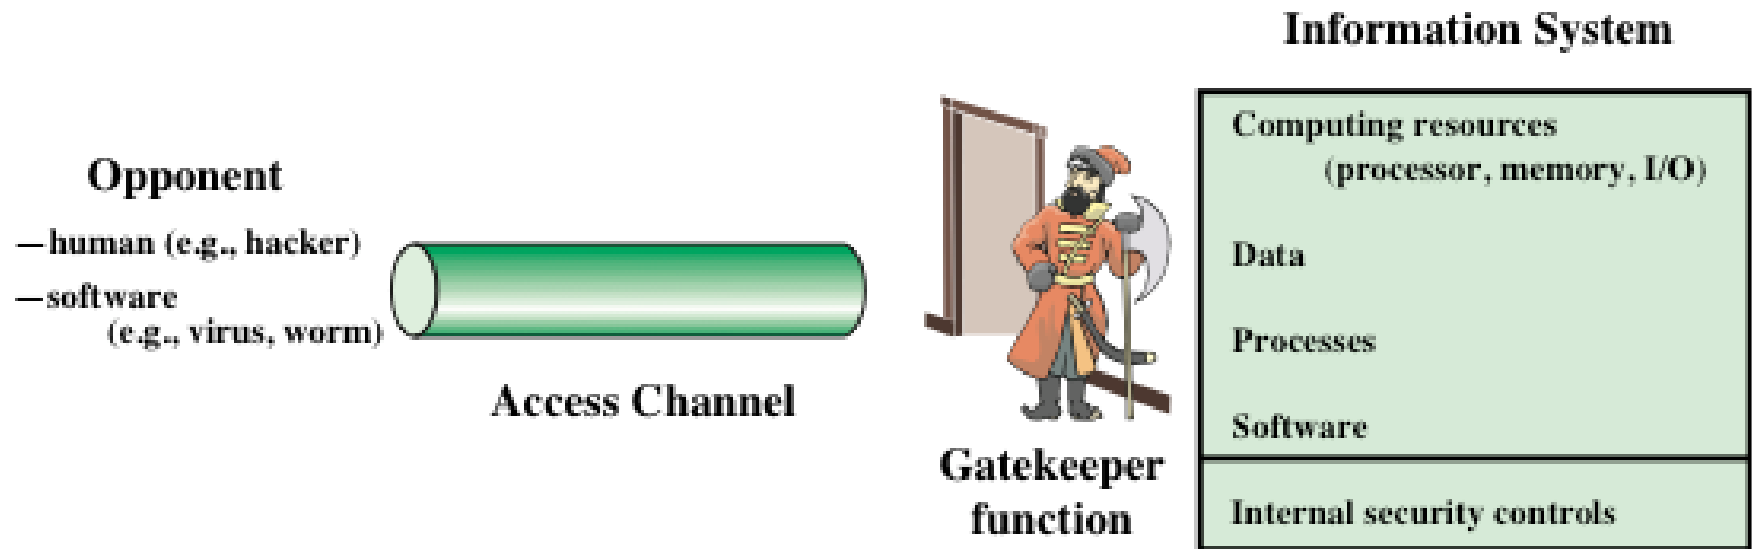 Information System
Opponent
—human (e.g., hacker)
—software
(e.g., virus, worm)
Access Channel
Gatekeeper
function
Computing resources
(processor, memory, I/O)
Data
Processes
Software
Internal security controls